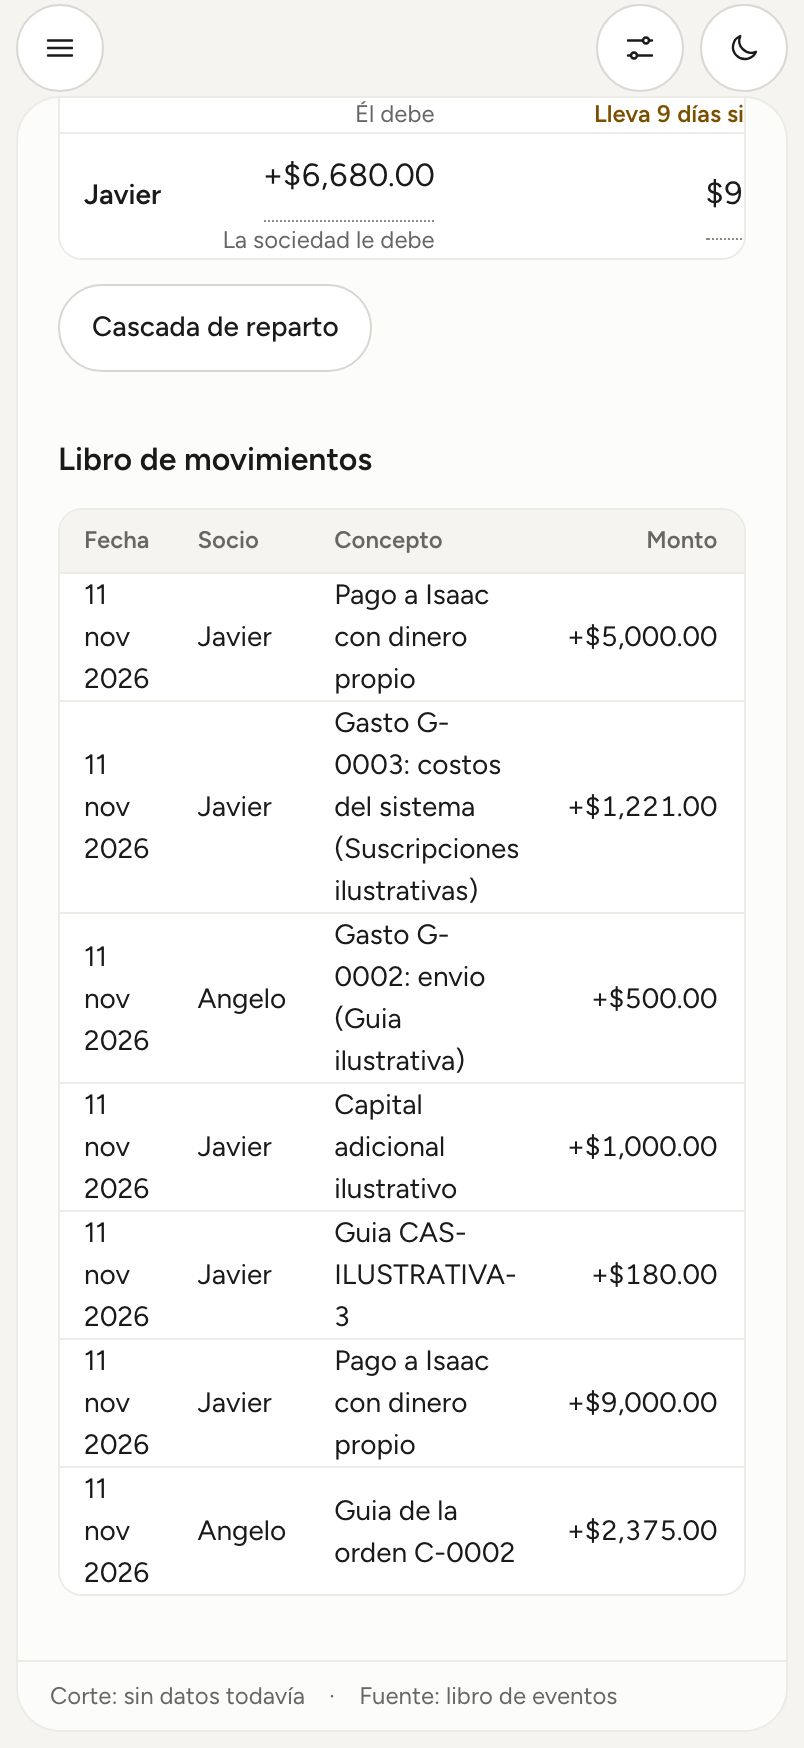 Él debe
Lleva 9 días si
Javier
+$6,680.00
$9
La sociedad le debe
Cascada de reparto
Libro de movimientos
Fecha Socio Concepto Monto
11 nov 2026 Javier Pago a Isaac con dinero propio +$5,000.00
11 nov 2026 Javier Gasto G-0003: costos del sistema (Suscripciones ilustrativas) +$1,221.00
11 nov 2026 Angelo Gasto G-0002: envio (Guia ilustrativa) +$500.00
11 nov 2026 Javier Capital adicional ilustrativo +$1,000.00
11 nov 2026 Javier Guia CAS-ILUSTRATIVA-3 +$180.00
11 nov 2026 Javier Pago a Isaac con dinero propio +$9,000.00
11 nov 2026 Angelo Guia de la orden C-0002 +$2,375.00
Corte: sin datos todavía · Fuente: libro de eventos